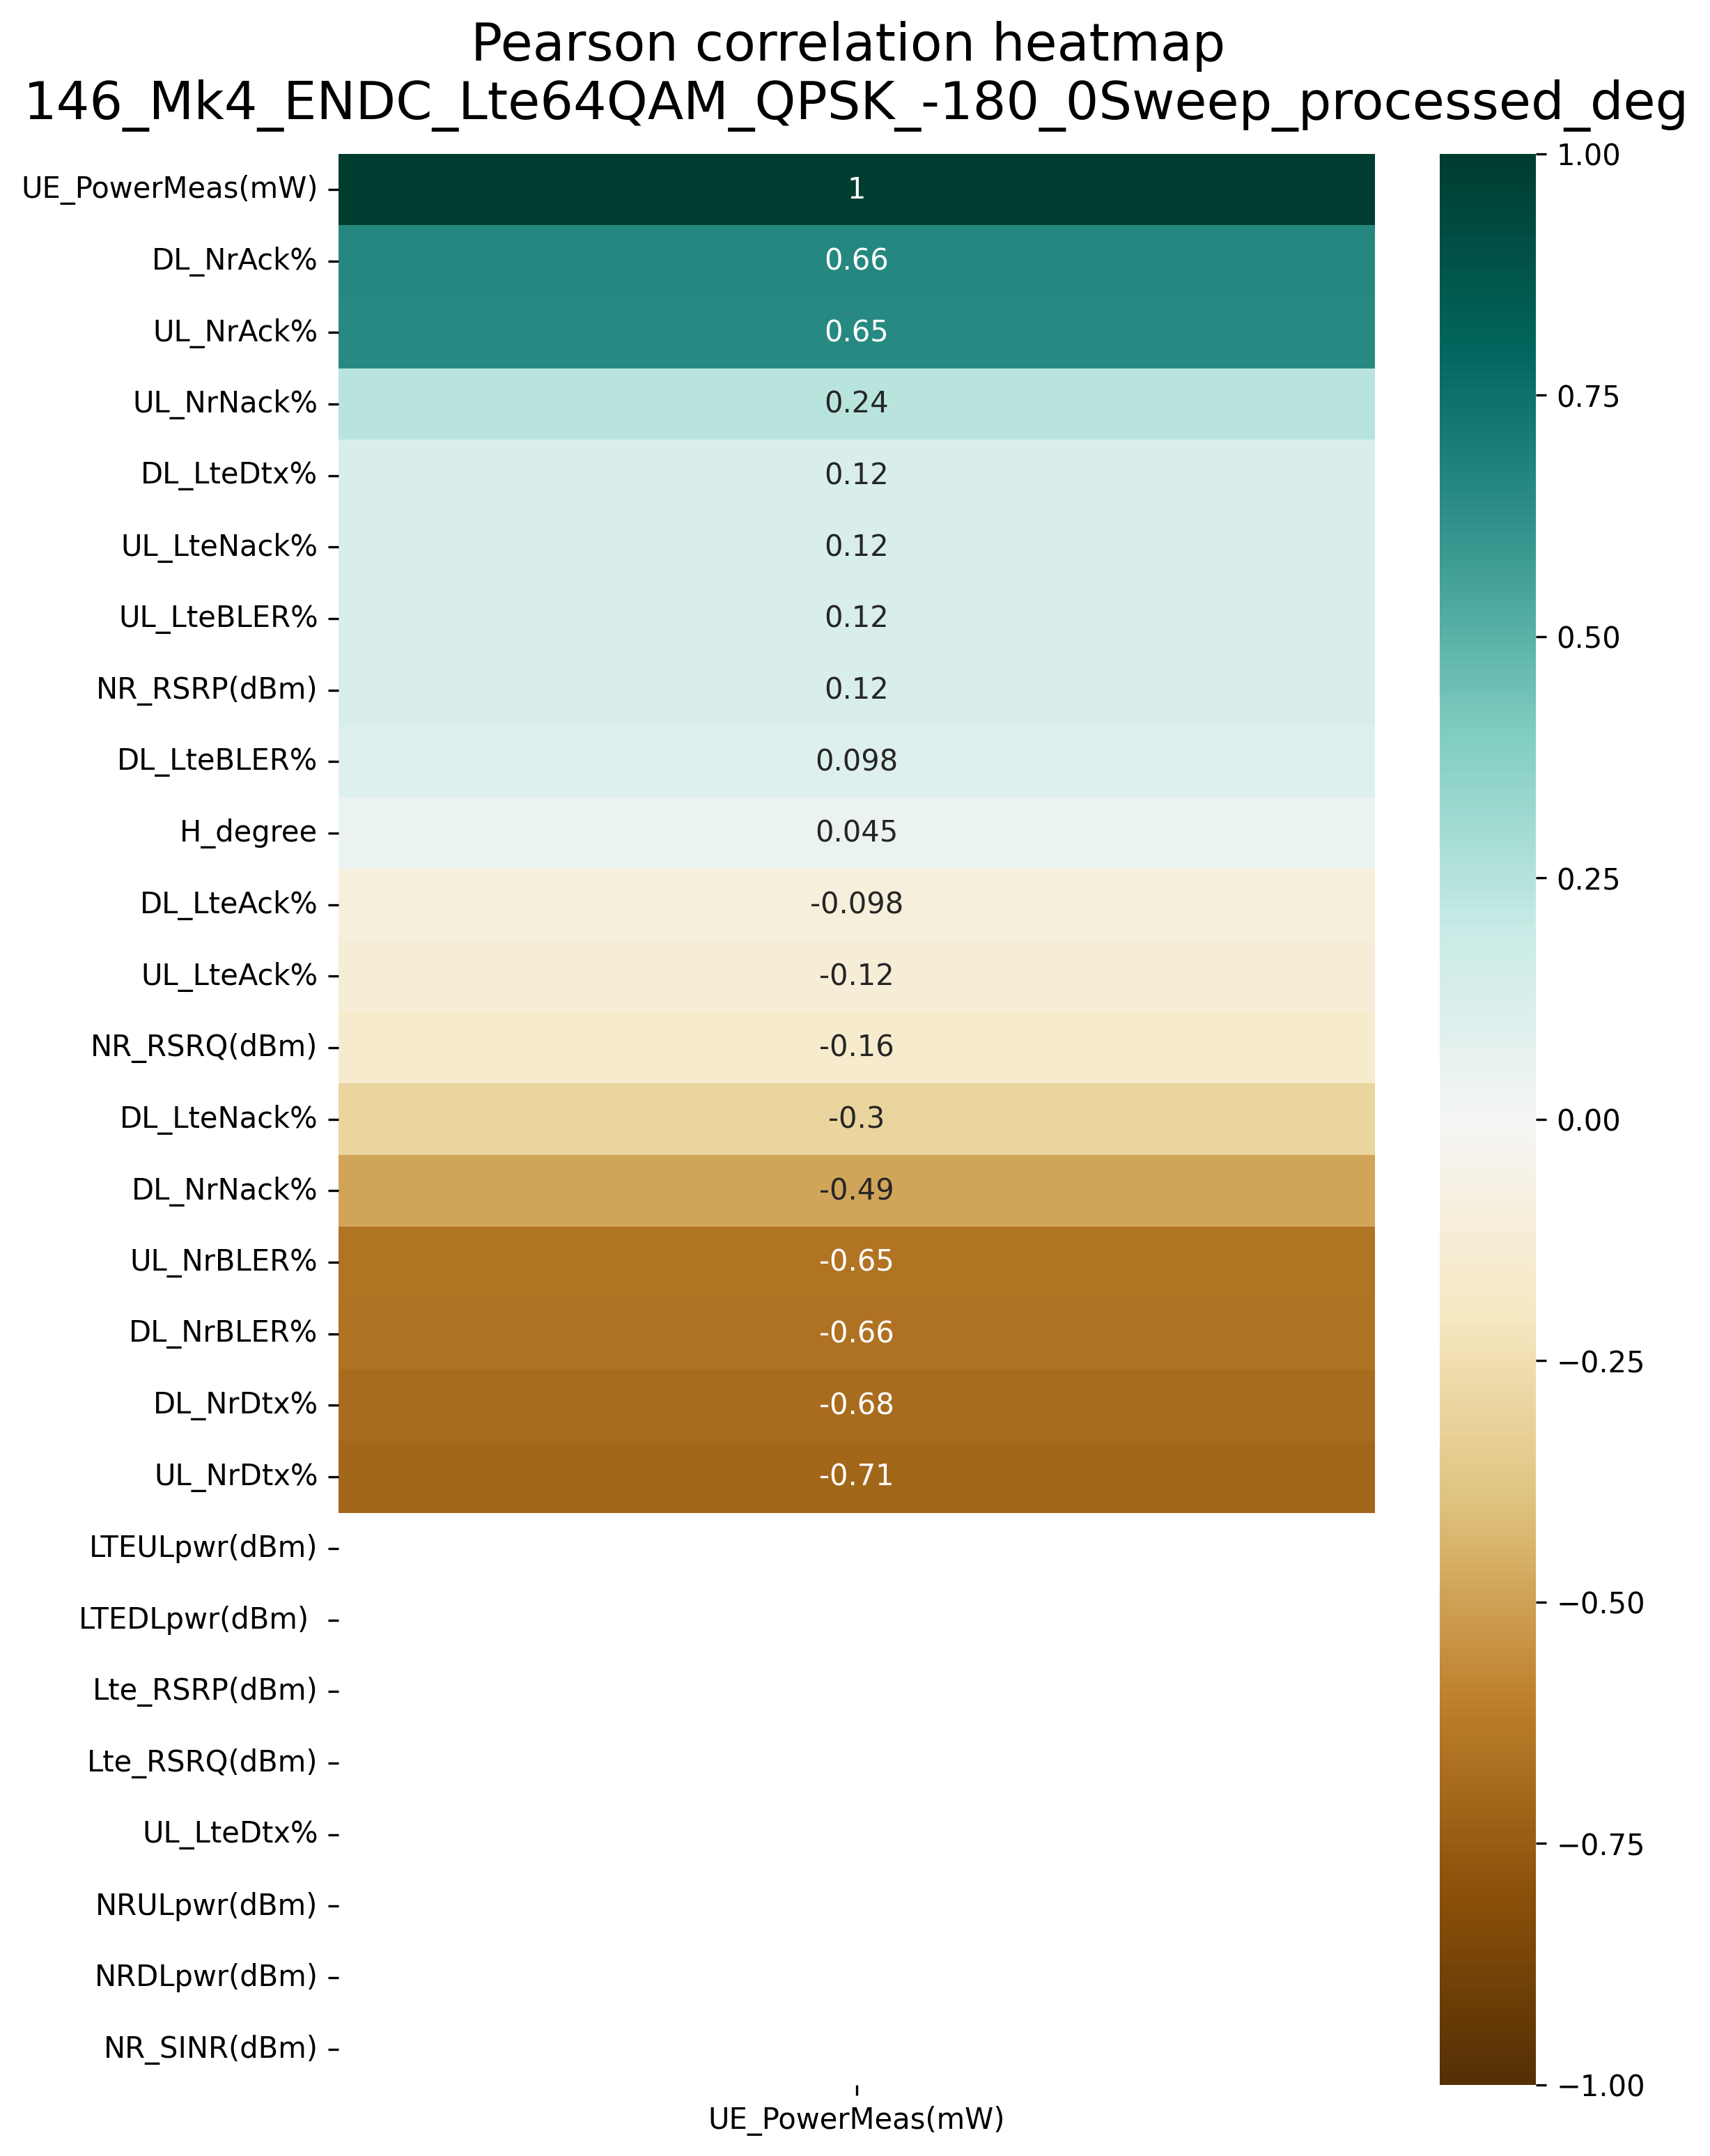 Pearson correlation heatmap
146_Mk4_ENDC_Lte64QAM_QPSK_-180_0Sweep_processed_deg
UE_PowerMeas(mW) 1
DL_NrAck% 0.66
UL_NrAck% 0.65
UL_NrNack% 0.24
DL_LteDtx% 0.12
UL_LteNack% 0.12
UL_LteBLER% 0.12
NR_RSRP(dBm) 0.12
DL_LteBLER% 0.098
H_degree 0.045
DL_LteAck% -0.098
UL_LteAck% -0.12
NR_RSRQ(dBm) -0.16
DL_LteNack% -0.3
DL_NrNack% -0.49
UL_NrBLER% -0.65
DL_NrBLER% -0.66
DL_NrDtx% -0.68
UL_NrDtx% -0.71
LTEULpwr(dBm)
LTEDLpwr(dBm)
Lte_RSRP(dBm)
Lte_RSRQ(dBm)
UL_LteDtx%
NRULpwr(dBm)
NRDLpwr(dBm)
NR_SINR(dBm)
UE_PowerMeas(mW)
1.00
0.75
0.50
0.25
0.00
−0.25
−0.50
−0.75
−1.00